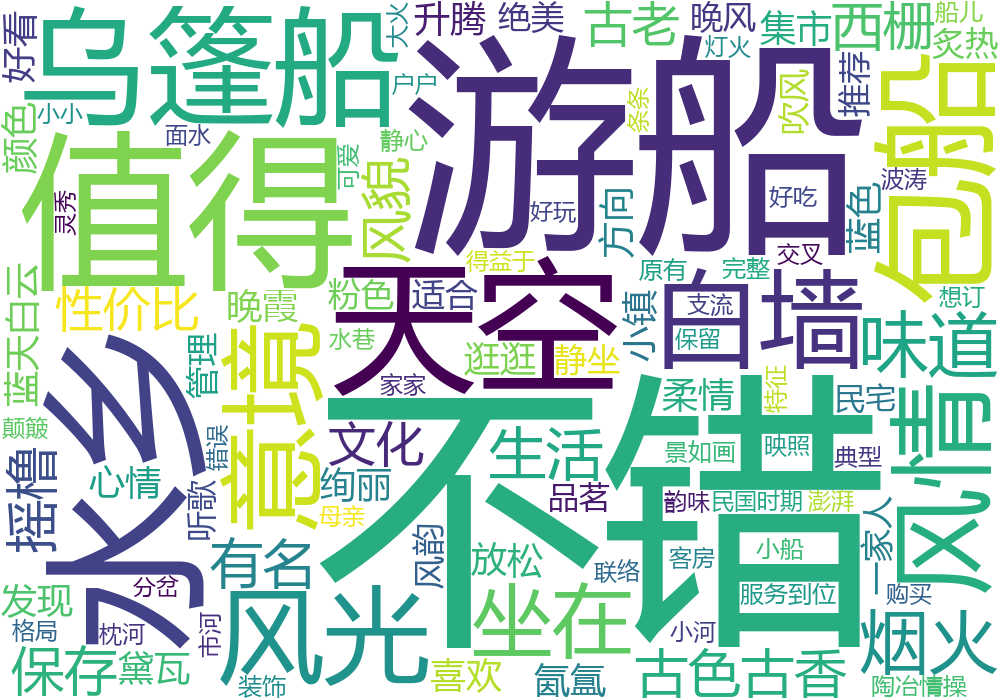 好看
乌篷船
大火
升腾
绝美
古老
晚风
灯火
集市
西栅
船儿
炙热
小小
户户
游船
条条
吹风
推荐
包船
颜色
面水
静心
可爱
值得
灵秀
风貌
好玩
方向
好吃
蓝色
波涛
得益于
交叉
蓝天白云
性价比
晚霞
粉色
适合
天空
原有
完整
小镇
支流
白墙
想订
水巷
保留
味道
管理
意境
家家
逛逛
静坐
柔情
特征
民宅
颠簸
水乡
错误
文化
生活
不错
景如画
映照
典型
风情
摇橹
心情
听歌
绚丽
母亲
品茗
韵味
民国时期
澎湃
一家人
有名
风韵
放松
联络
客房
小船
分岔
发现
风光
坐在
服务到位
购买
格局
枕河
市河
小河
烟火
保存
黛瓦
装饰
喜欢
氤氲
古色古香
陶冶情操